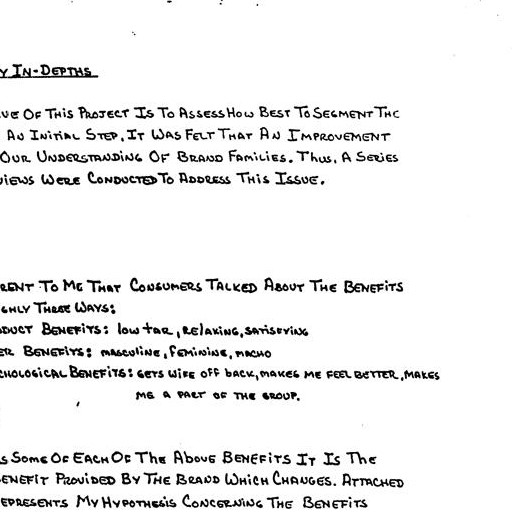 Y IN-DEPTHS
UE OF THIS PROJECT IS TO ASSESS HOW BEST TO SEGMENT THE
AN INITIAL STEP, IT WAS FELT THAT AN IMPROVEMENT
OUR UNDERSTANDING OF BRAND FAMILIES. THUS, A SERIES
VIEWS WERE CONDUCTED TO ADDRESS THIS ISSUE.
RENT TO ME THAT CONSUMERS TALKED ABOUT THE BENEFITS
GHLY THREE WAYS:
DUCT BENEFITS: LOW TAR, RELAXING, SATISFYING
ER BENEFITS: MASCULINE, FEMININE, MACHO
CHOLOGICAL BENEFITS: GETS WIFE OFF BACK, MAKES ME FEEL BETTER, MAKES
ME A PART OF THE GROUP.
S SOME OF EACH OF THE ABOVE BENEFITS IT IS THE
ENEFIT PROVIDED BY THE BRAND WHICH CHANGES. ATTACHED
EPRESENTS MY HYPOTHESIS CONCERNING THE BENEFITS